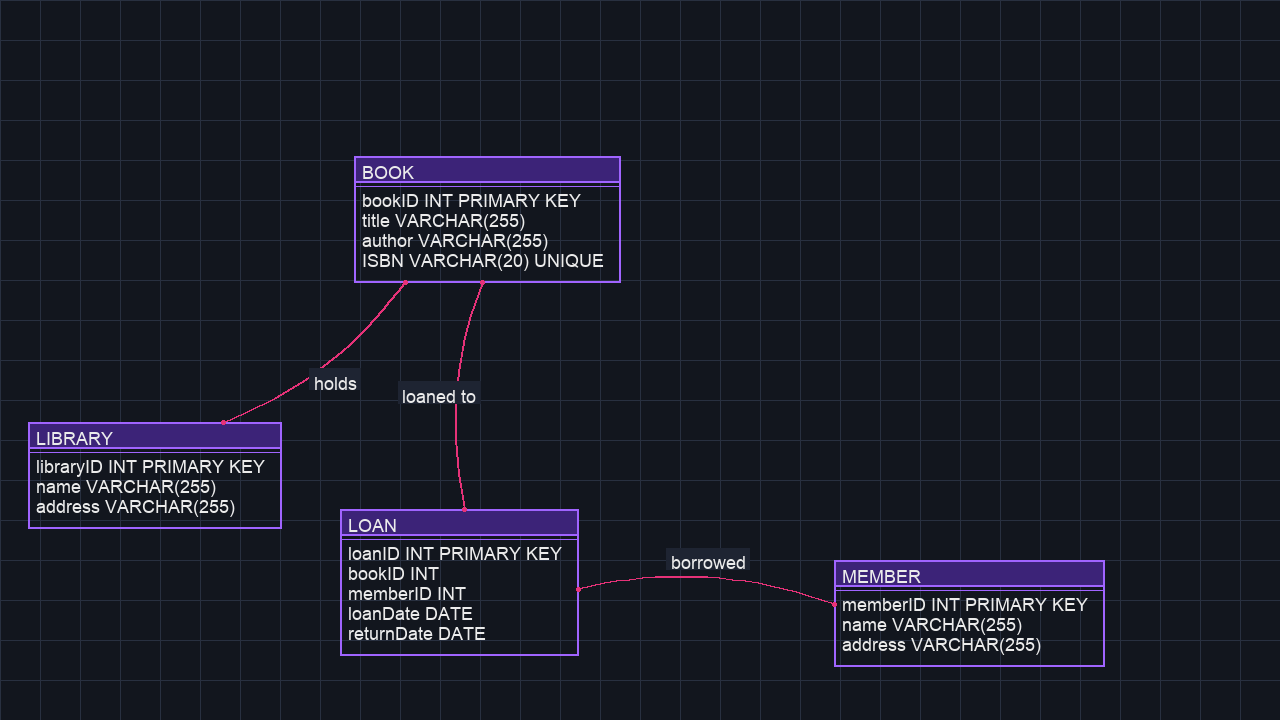 BOOK
bookID INT PRIMARY KEY
title VARCHAR(255)
author VARCHAR(255)
ISBN VARCHAR(20) UNIQUE
holds
loaned to
LIBRARY
libraryID INT PRIMARY KEY
name VARCHAR(255)
address VARCHAR(255)
LOAN
loanID INT PRIMARY KEY
bookID INT
memberID INT
loanDate DATE
returnDate DATE
borrowed
MEMBER
memberID INT PRIMARY KEY
name VARCHAR(255)
address VARCHAR(255)